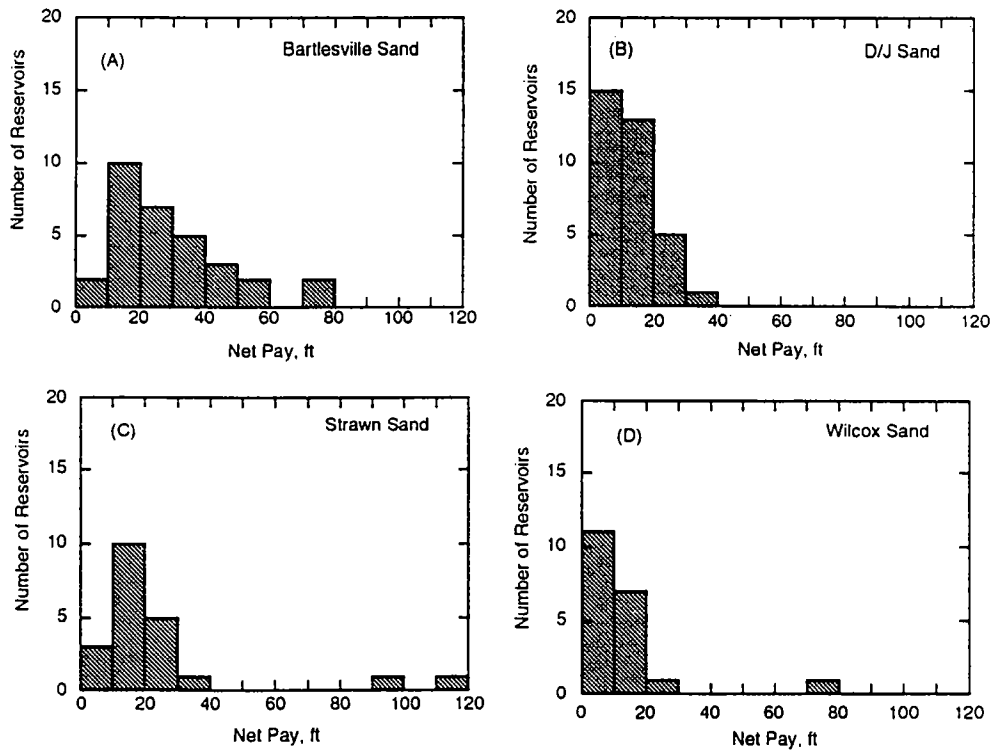 20
15
10
5
0
Number of Reservoirs
(A)
Bartlesville Sand
0 20 40 60 80 100 120
Net Pay, ft
20
15
10
5
0
Number of Reservoirs
(B)
D/J Sand
0 20 40 60 80 100 120
Net Pay, ft
20
15
10
5
0
Number of Reservoirs
(C)
Strawn Sand
0 20 40 60 80 100 120
Net Pay, ft
20
15
10
5
0
Number of Reservoirs
(D)
Wilcox Sand
0 20 40 60 80 100 120
Net Pay, ft